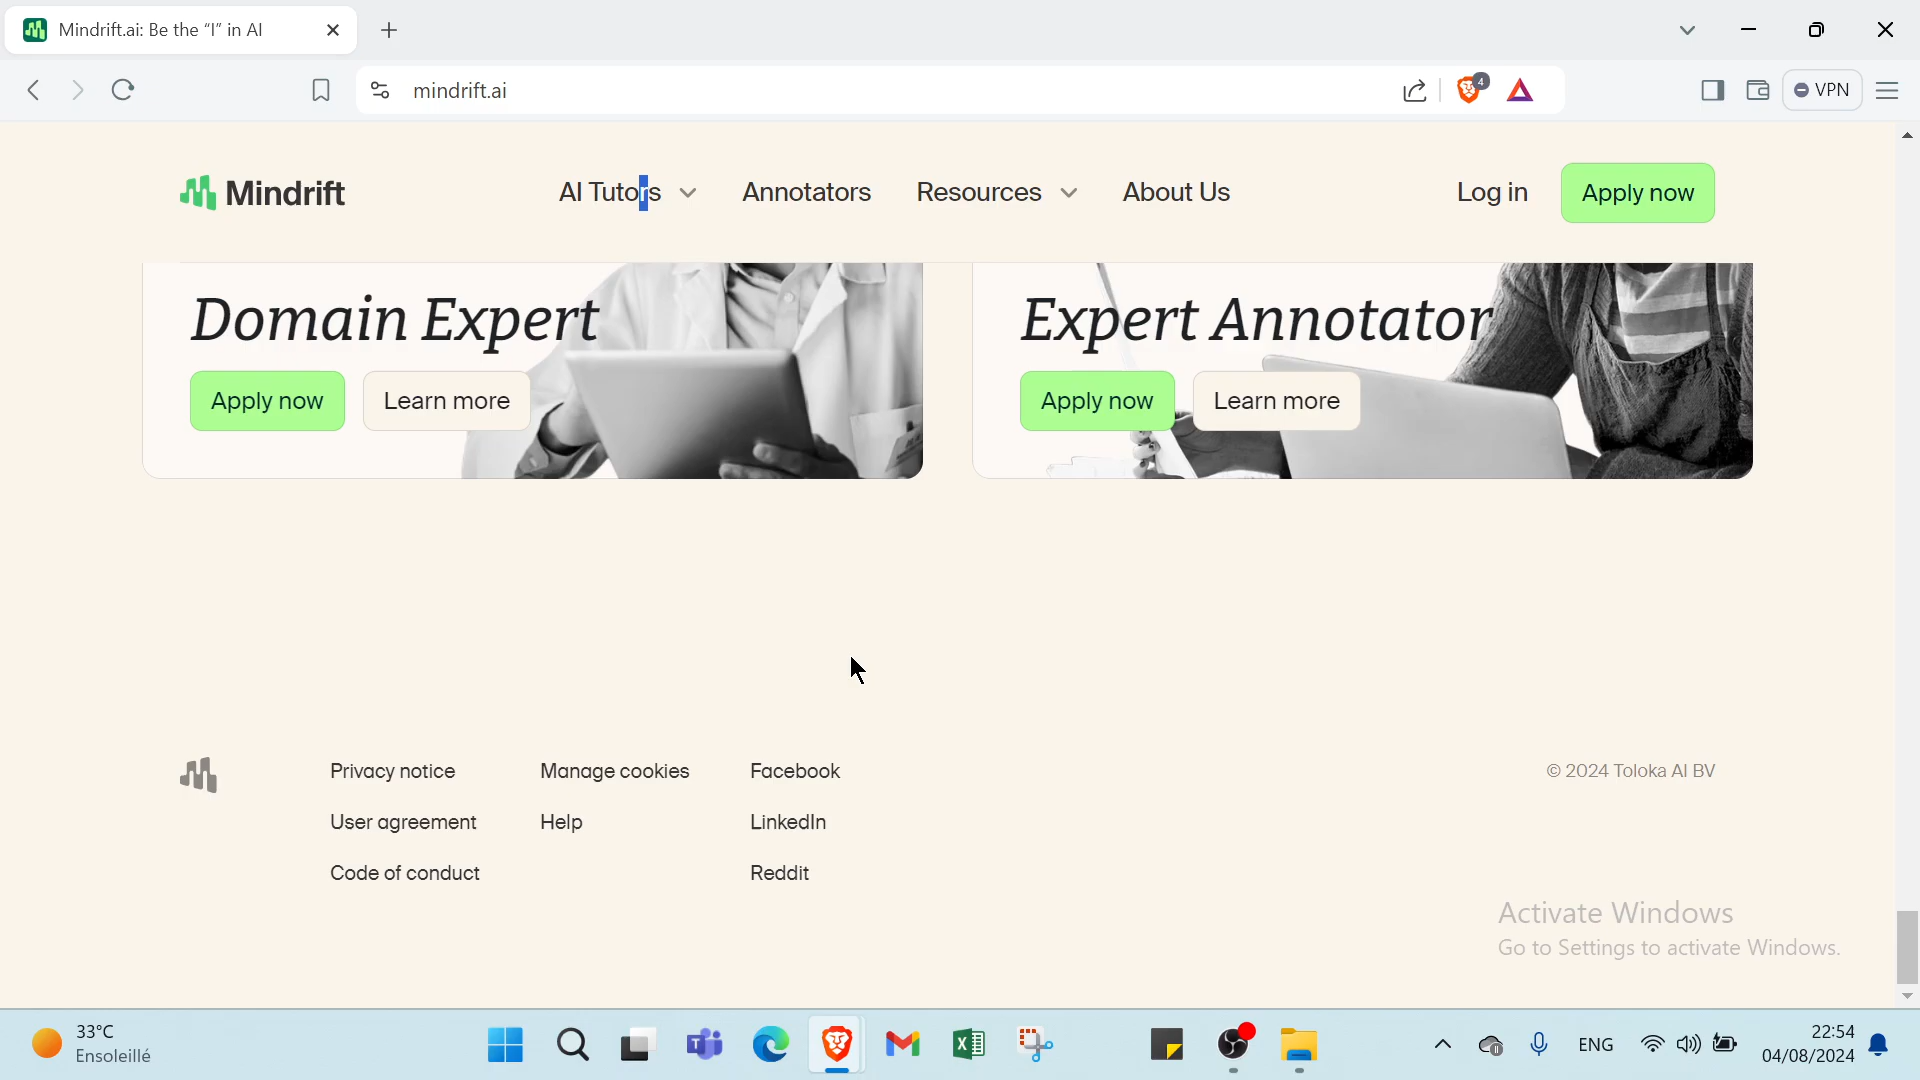 Mindrift.ai: Be the “I” in AI
mindrift.ai
4
VPN
Mindrift
AI Tutors
Annotators
Resources
About Us
Log in
Apply now
Domain Expert
Expert Annotator
Apply now
Learn more
Apply now
Learn more
Privacy notice
Manage cookies
Facebook
© 2024 Toloka AI BV
User agreement
Help
LinkedIn
Code of conduct
Reddit
Activate Windows
Go to Settings to activate Windows.
33°C
Ensoleillé
ENG
22:54
04/08/2024